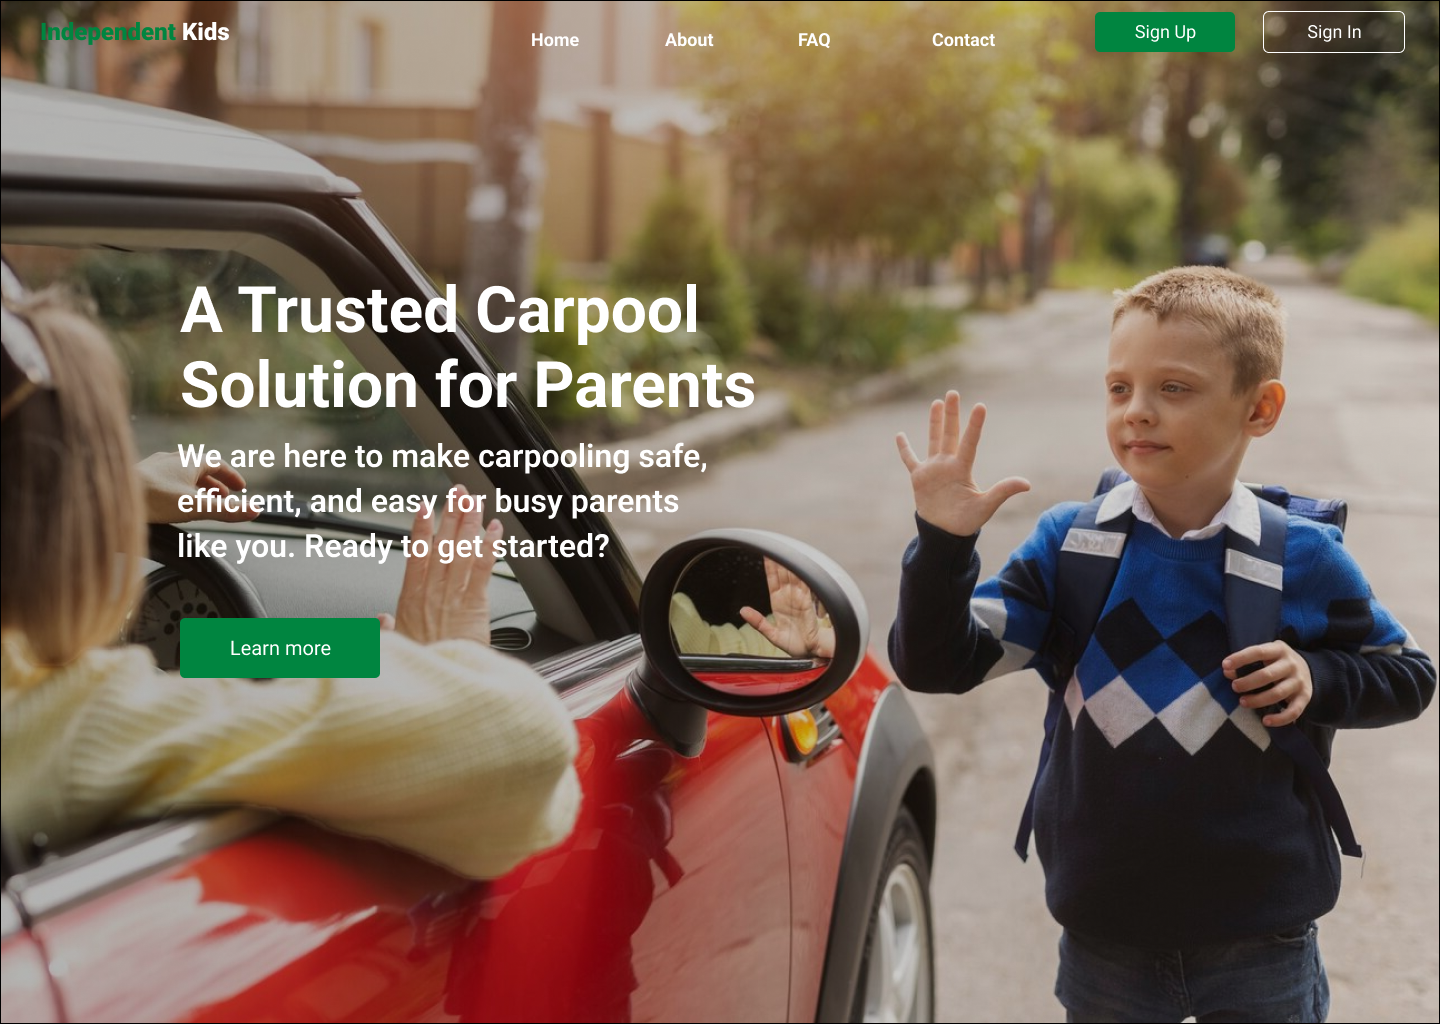 Independent Kids
Home
About
FAQ
Contact
Sign Up
Sign In
A Trusted Carpool
Solution for Parents
We are here to make carpooling safe,
efficient, and easy for busy parents
like you. Ready to get started?
Learn more